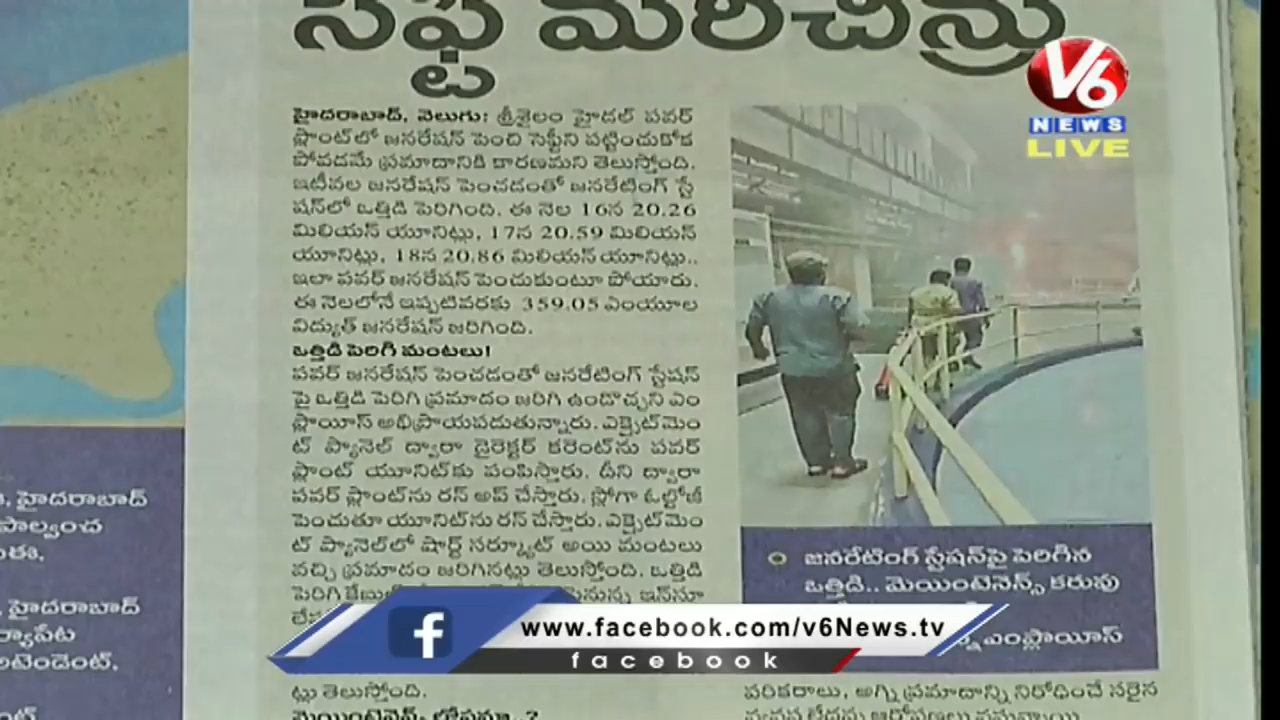 సేఫ్టీ మరిచిన్రు
V6
NEWS
LIVE
హైదరాబాద్, వెలుగు: శ్రీశైలం హైడల్ పవర్
ప్లాంట్‌లో జనరేషన్ పెంచి సెఫ్టీని పట్టించుకోక
పోవడమే ప్రమాదానికి కారణమని తెలుస్తోంది.
ఇటీవల జనరేషన్ పెంచడంతో జనరేటింగ్ స్టే
షన్‌లో ఒత్తిడి పెరిగింది. ఈ నెల 16న 20.26
మిలియన్ యూనిట్లు, 17న 20.59 మిలియన్
యూనిట్లు, 18న 20.86 మిలియన్ యూనిట్లు..
ఇలా పవర్ జనరేషన్ పెంచుకుంటూ పోయారు.
ఈ నెలలోనే ఇప్పటివరకు 359.05 ఎంయూల
విద్యుత్ జనరేషన్ జరిగింది.
ఒత్తిడి పెరిగి మంటలు!
పవర్ జనరేషన్ పెంచడంతో జనరేటింగ్ స్టేషన్
పై ఒత్తిడి పెరిగి ప్రమాదం జరిగి ఉండొచ్చని ఎం
ప్లాయీస్ అభిప్రాయపడుతున్నారు. ఎక్సైట్‌మెం
ట్ ప్యానెల్ ద్వారా డైరెక్టర్ కరెంట్‌ను పవర్
ప్లాంట్ యూనిట్‌కు పంపిస్తారు. దీని ద్వారా
పవర్ ప్లాంట్‌ను రన్ అప్ చేస్తారు. స్లోగా ఓల్టేజీ
పెంచుతూ యూనిట్‌ను రన్ చేస్తారు. ఎక్సైట్‌మెం
ట్ ప్యానెల్‌లో షార్ట్ సర్క్యూట్ అయి మంటలు
వచ్చి ప్రమాదం జరిగినట్లు తెలుస్తోంది. ఒత్తిడి
పెరిగి
ట్లు తెలుస్తోంది.
మెయింటెనెన్స్ లోపమా..?
జనరేటింగ్ స్టేషన్‌పై పెరిగిన
ఒత్తిడి.. మెయింటెనెన్స్ కరువు
ఎంప్లాయీస్
పరికరాలు, అగ్ని ప్రమాదాన్ని నిరోధించే సరైన
హైదరాబాద్
పాల్వంచ
హైదరాబాద్
అటెండెంట్,
www.facebook.com/v6News.tv
facebook